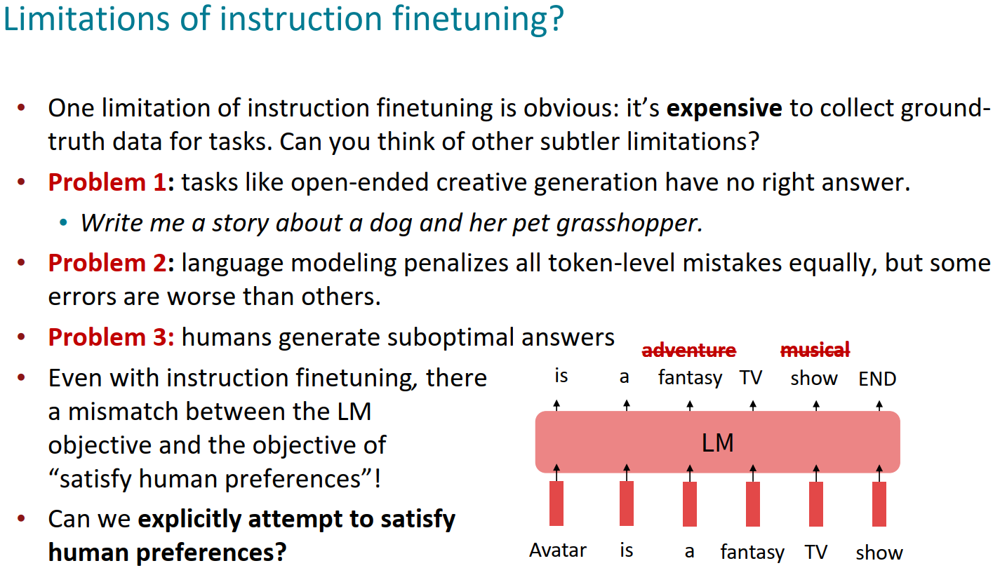 Limitations of instruction finetuning?
• One limitation of instruction finetuning is obvious: it's expensive to collect ground-
truth data for tasks. Can you think of other subtler limitations?
• Problem 1: tasks like open-ended creative generation have no right answer.
• Write me a story about a dog and her pet grasshopper.
• Problem 2: language modeling penalizes all token-level mistakes equally, but some
errors are worse than others.
• Problem 3: humans generate suboptimal answers
• Even with instruction finetuning, there
a mismatch between the LM
objective and the objective of
“satisfy human preferences”!
• Can we explicitly attempt to satisfy
human preferences?
adventure musical
is a fantasy TV show END
LM
Avatar is a fantasy TV show